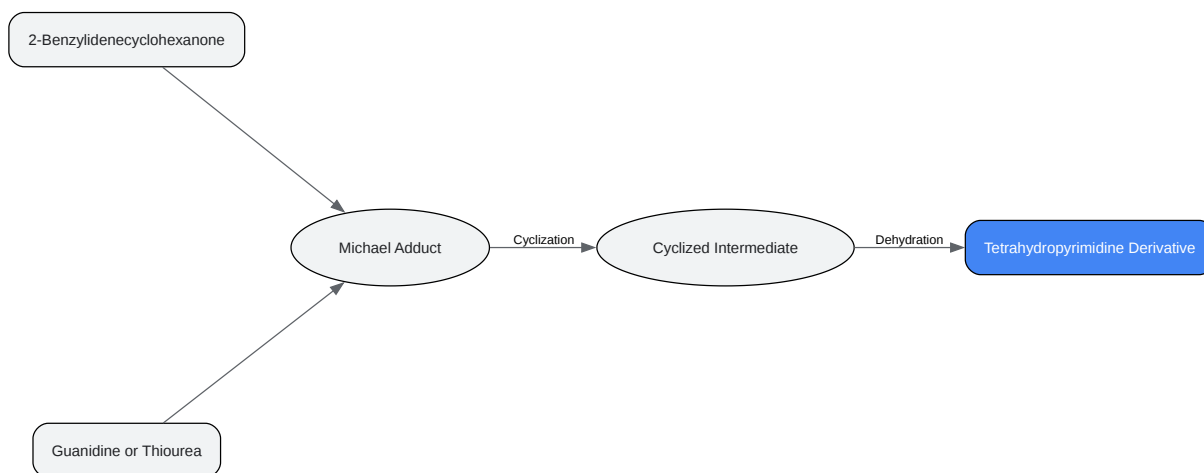 2-Benzylidenecyclohexanone
Michael Adduct
Cyclization
Cyclized Intermediate
Dehydration
Tetrahydropyrimidine Derivative
Guanidine or Thiourea